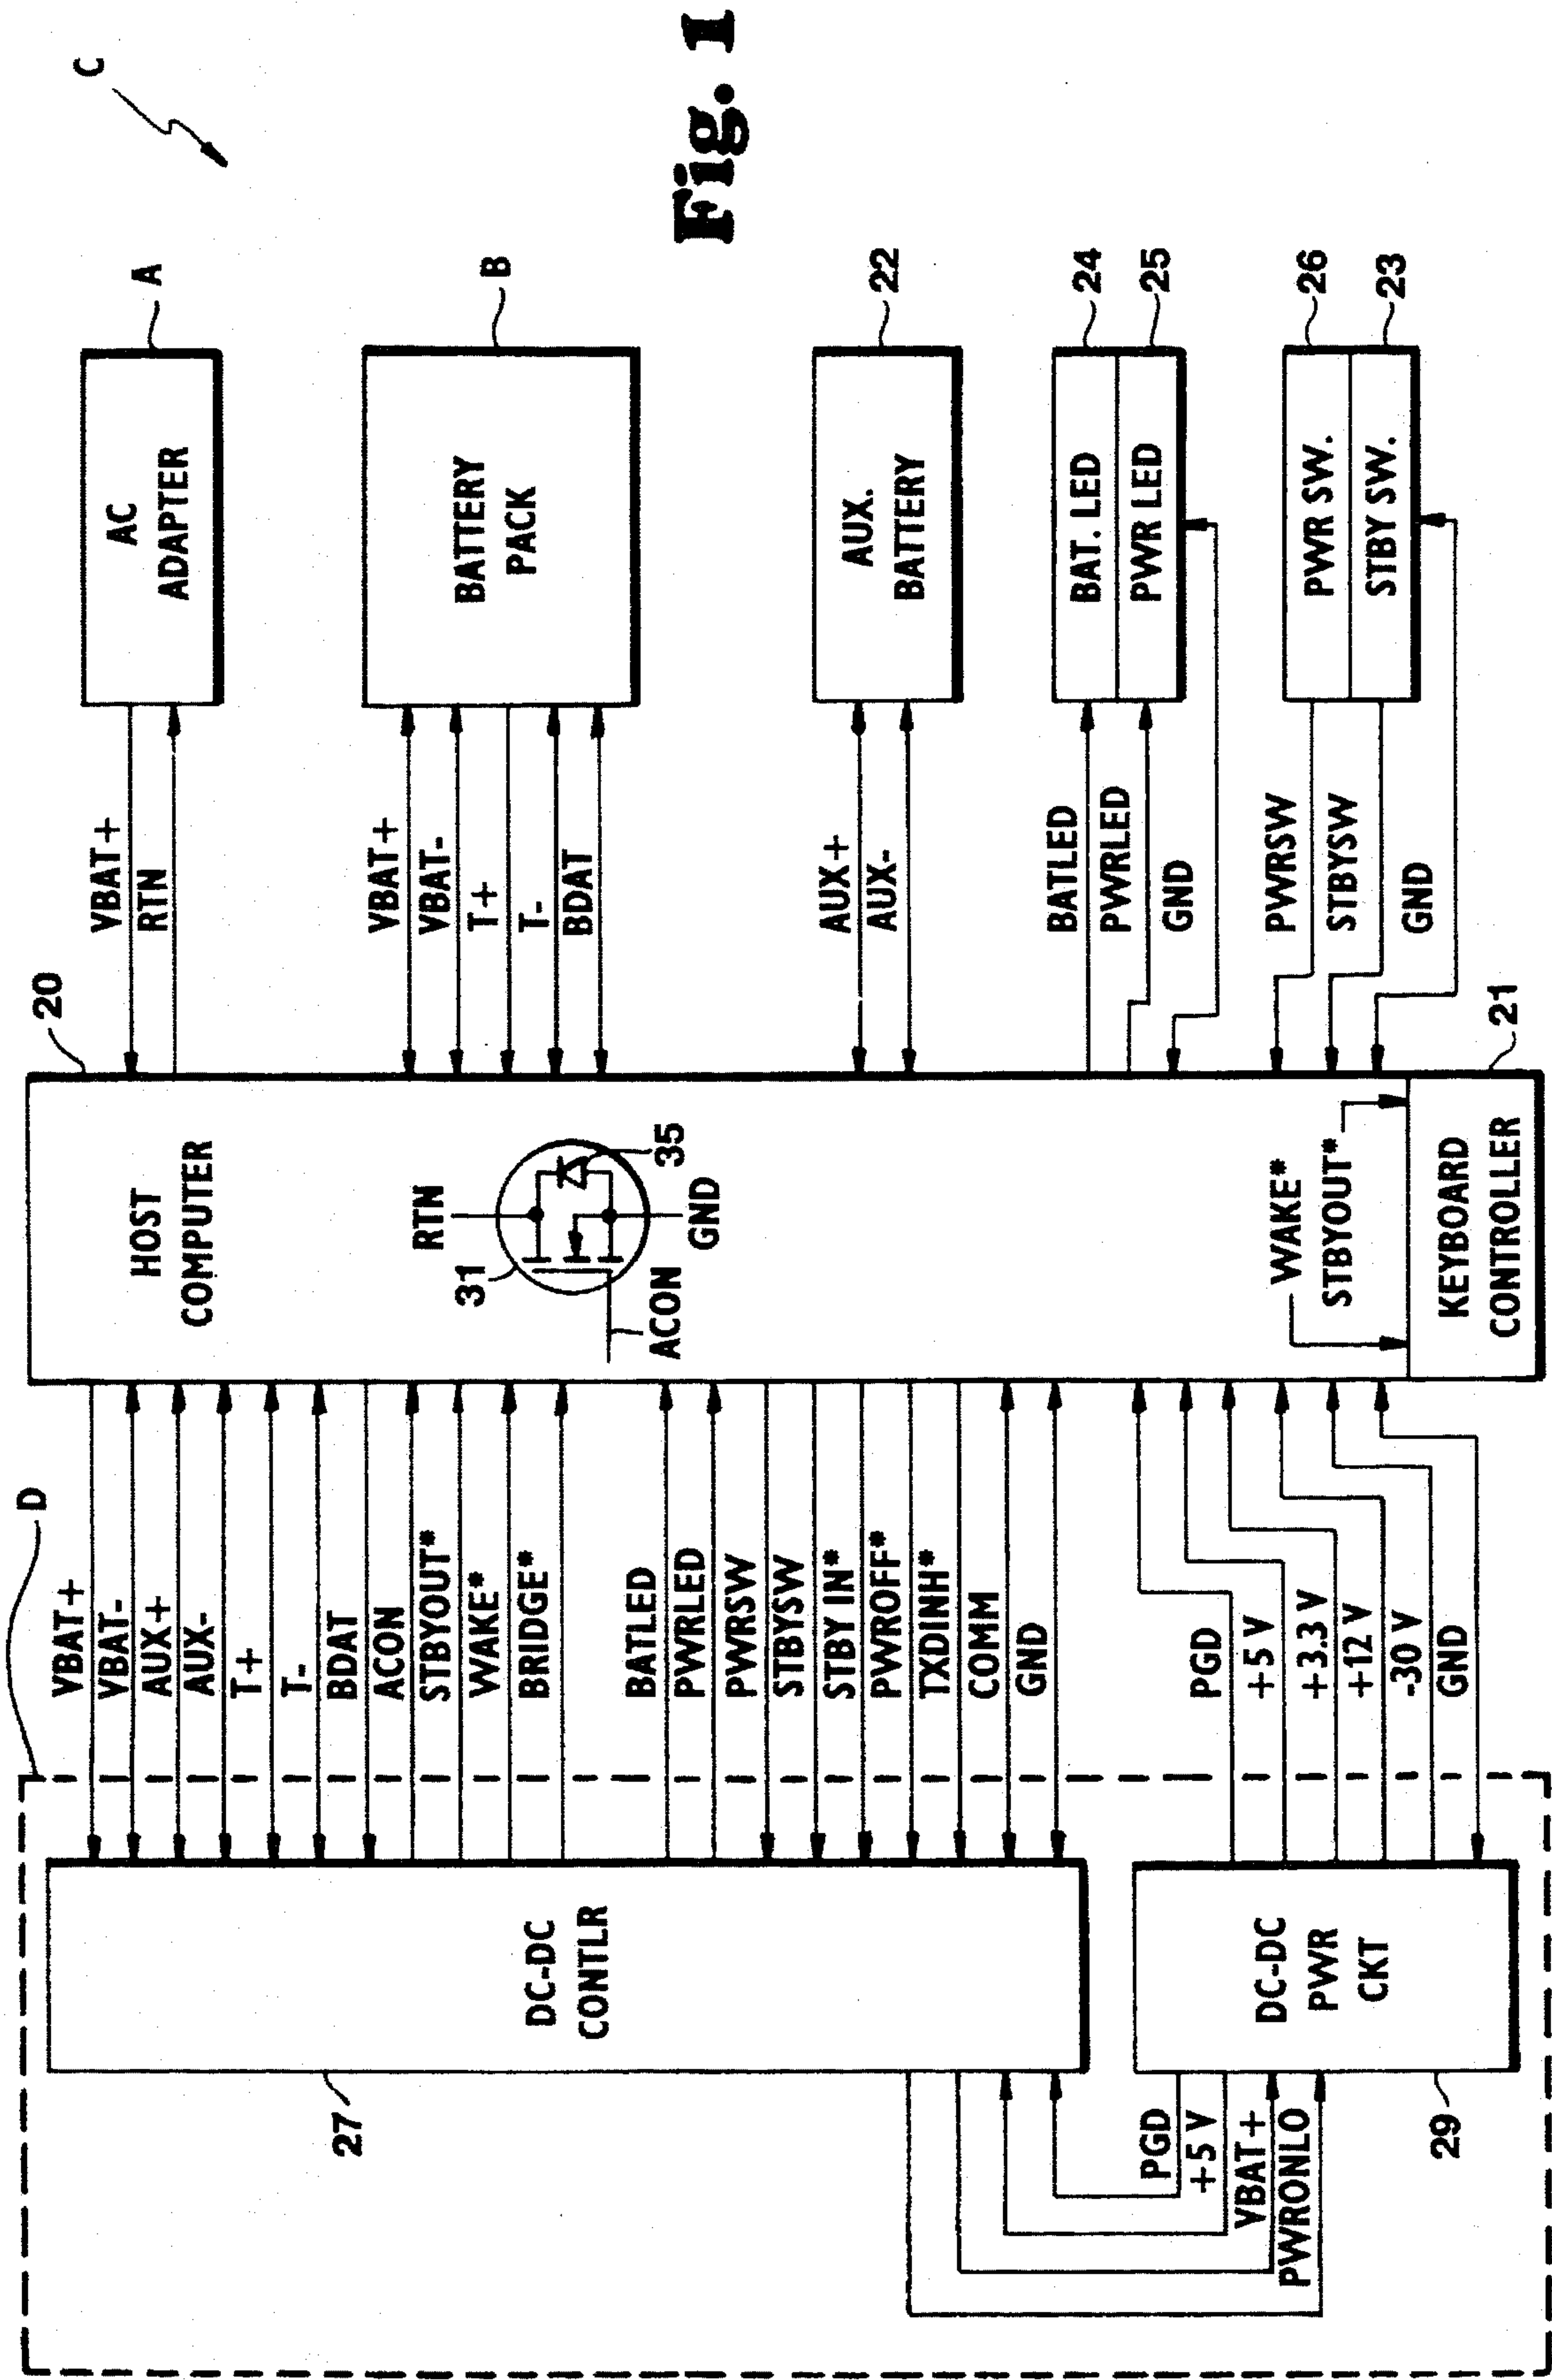 C
Fig. 1
A
AC
ADAPTER
B
BATTERY
PACK
22
AUX.
BATTERY
24
25
BAT. LED
PWR LED
26
23
PWR SW.
STBY SW.
VBAT+
RTN
VBAT+
VBAT-
T+
T-
BDAT
AUX+
AUX-
BATLED
PWRLED
GND
PWRSW
STBYSW
GND
20
HOST
COMPUTER
RTN
31
35
GND
ACON
WAKE*
STBYOUT*
21
KEYBOARD
CONTROLLER
D
VBAT+
VBAT-
AUX+
AUX-
T+
T-
BDAT
ACON
STBYOUT*
WAKE*
BRIDGE*
BATLED
PWRLED
PWRSW
STBYSW
STBY IN*
PWROFF*
TXDINH*
COMM
GND
PGD
+5 V
+3.3 V
+12 V
-30 V
GND
DC-DC
CONTLR
27
DC-DC
PWR
CKT
29
PGD
+5 V
VBAT+
PWRONLO